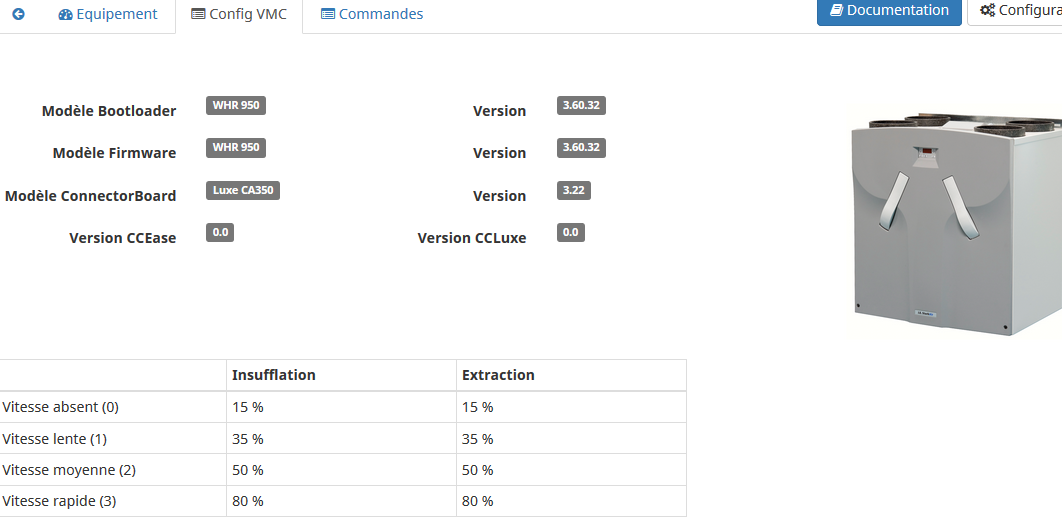 Equipement Config VMC Commandes Documentation Configura
Modèle Bootloader WHR 950 Version 3.60.32
Modèle Firmware WHR 950 Version 3.60.32
Modèle ConnectorBoard Luxe CA350 Version 3.22
Version CCEase 0.0 Version CCLuxe 0.0
Insufflation Extraction
Vitesse absent (0) 15 % 15 %
Vitesse lente (1) 35 % 35 %
Vitesse moyenne (2) 50 % 50 %
Vitesse rapide (3) 80 % 80 %